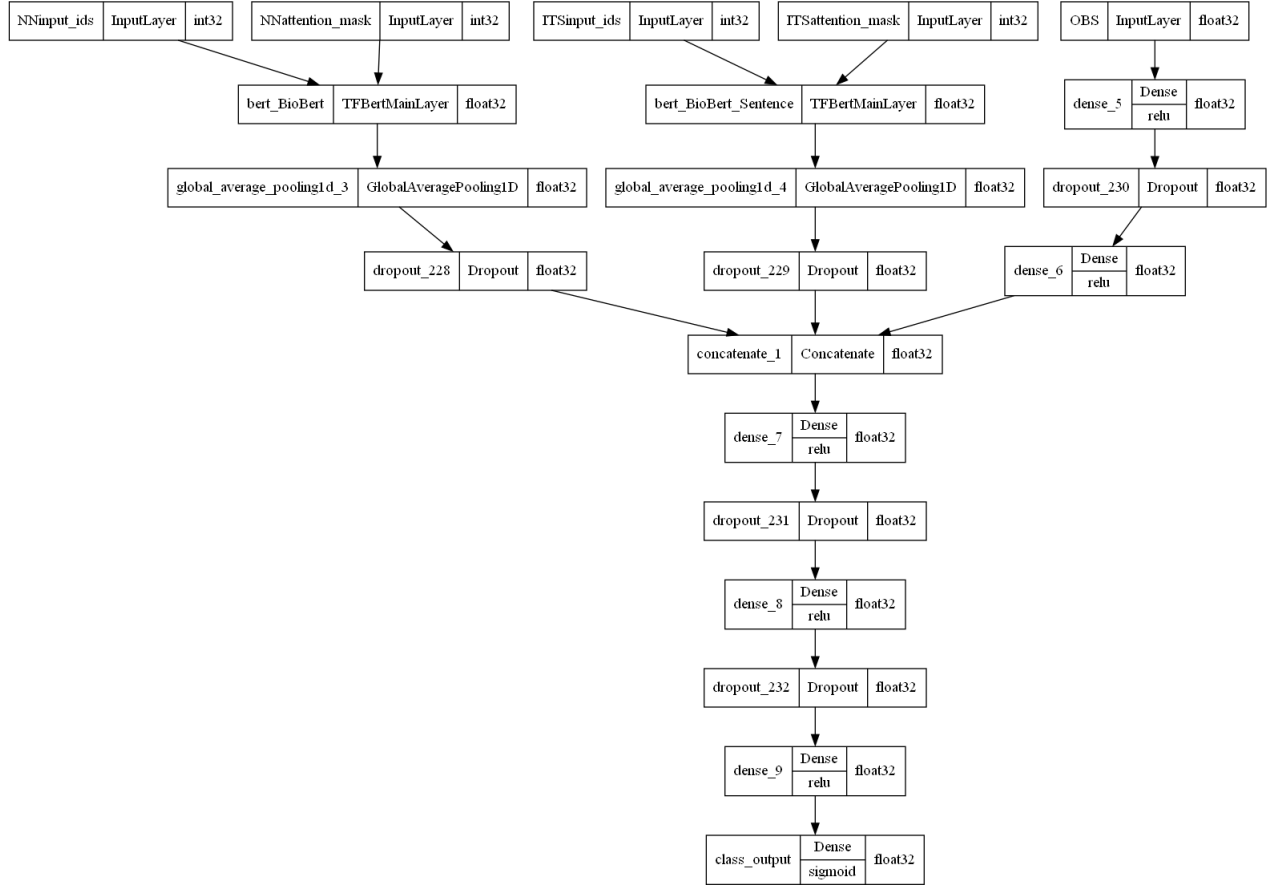 NNinput_ids InputLayer int32 NNattention_mask InputLayer int32 ITSinput_ids InputLayer int32 ITSattention_mask InputLayer int32 OBS InputLayer float32
bert_BioBert TFBertMainLayer float32 bert_BioBert_Sentence TFBertMainLayer float32 dense_5 Dense relu float32
global_average_pooling1d_3 GlobalAveragePooling1D float32 global_average_pooling1d_4 GlobalAveragePooling1D float32 dropout_230 Dropout float32
dropout_228 Dropout float32 dropout_229 Dropout float32 dense_6 Dense relu float32
concatenate_1 Concatenate float32
dense_7 Dense relu float32
dropout_231 Dropout float32
dense_8 Dense relu float32
dropout_232 Dropout float32
dense_9 Dense relu float32
class_output Dense sigmoid float32